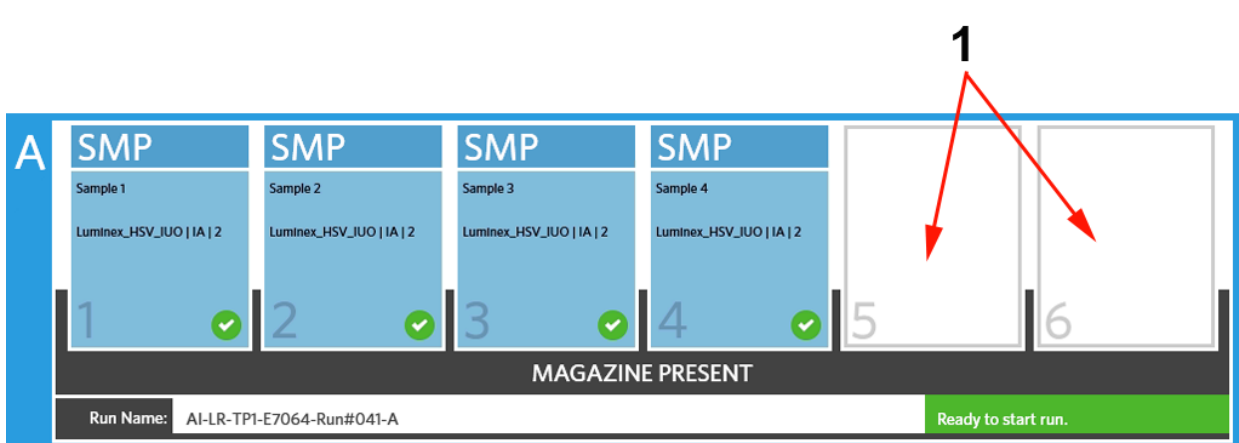 1
A
SMP SMP SMP SMP
Sample 1 Sample 2 Sample 3 Sample 4
Luminex_HSV_IUO | IA | 2 Luminex_HSV_IUO | IA | 2 Luminex_HSV_IUO | IA | 2 Luminex_HSV_IUO | IA | 2
1 2 3 4 5 6
MAGAZINE PRESENT
Run Name: AI-LR-TP1-E7064-Run#041-A Ready to start run.